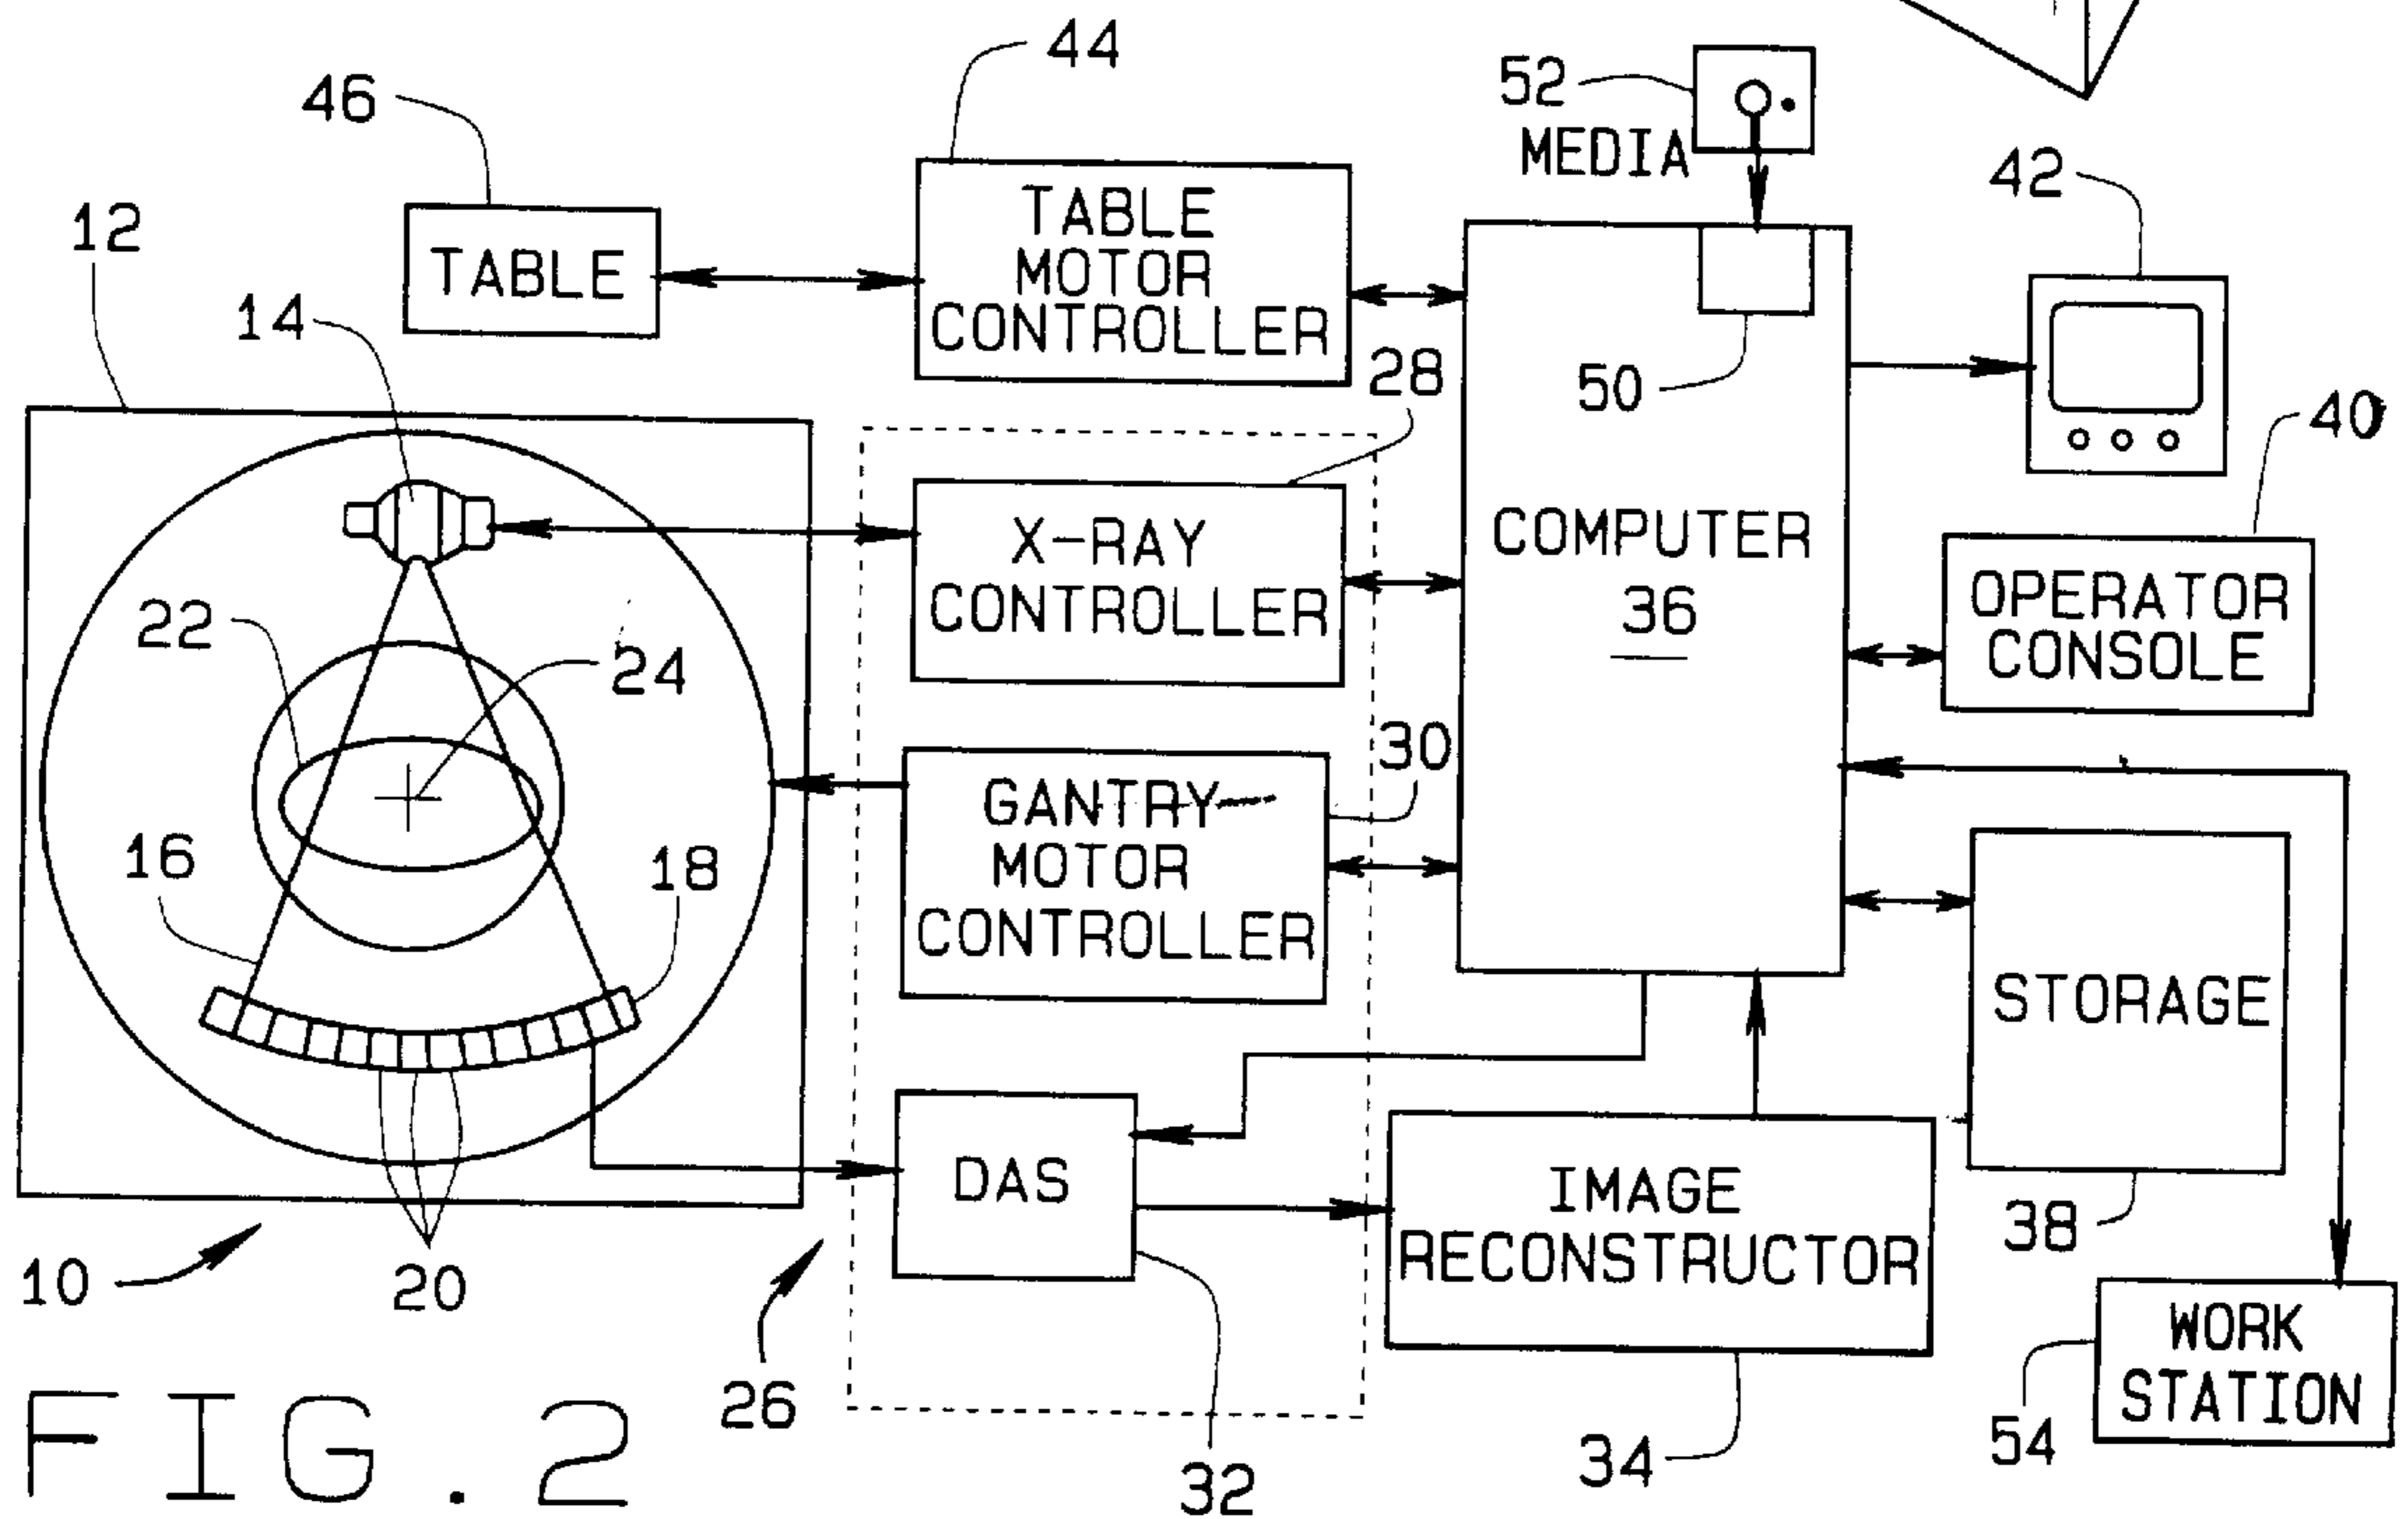 44
52
MEDIA
46
42
12
TABLE
MOTOR
CONTROLLER
TABLE
14
28
50
40
COMPUTER
36
X-RAY
CONTROLLER
OPERATOR
CONSOLE
22
24
30
GANTRY
MOTOR
CONTROLLER
16
18
STORAGE
DAS
IMAGE
RECONSTRUCTOR
38
10
20
26
WORK
STATION
54
34
32
FIG.2